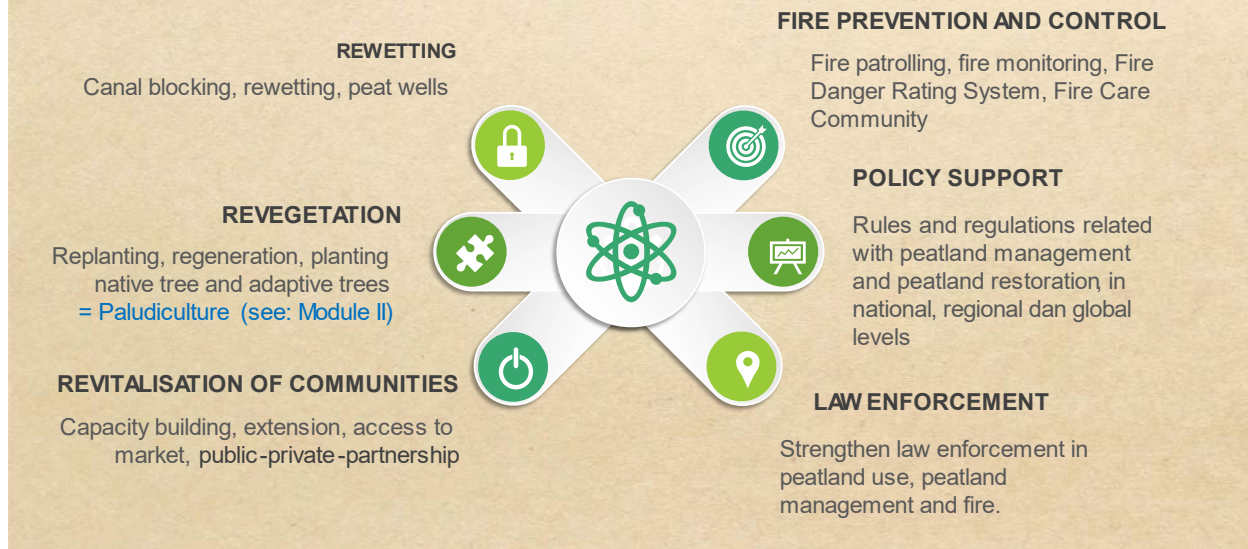 REWETTING
Canal blocking, rewetting, peat wells
REVEGETATION
Replanting, regeneration, planting
native tree and adaptive trees
= Paludiculture (see: Module II)
REVITALISATION OF COMMUNITIES
Capacity building, extension, access to
market, public-private-partnership
FIRE PREVENTION AND CONTROL
Fire patrolling, fire monitoring, Fire
Danger Rating System, Fire Care
Community
POLICY SUPPORT
Rules and regulations related
with peatland management
and peatland restoration, in
national, regional dan global
levels
LAW ENFORCEMENT
Strengthen law enforcement in
peatland use, peatland
management and fire.